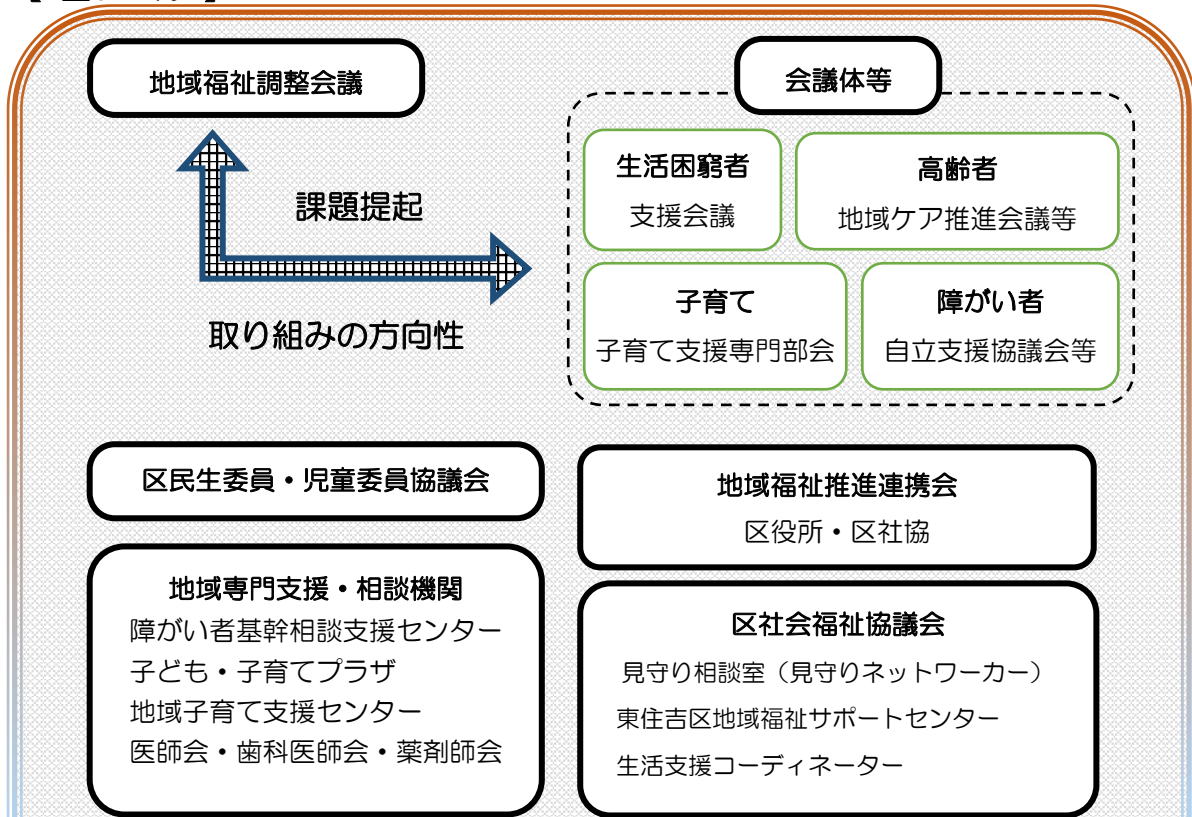 地域福祉調整会議
会議体等
生活困窮者
支援会議
高齢者
地域ケア推進会議等
課題提起
取り組みの方向性
子育て
子育て支援専門部会
障がい者
自立支援協議会等
区民生委員・児童委員協議会
地域福祉推進連携会
区役所・区社協
地域専門支援・相談機関
障がい者基幹相談支援センター
子ども・子育てプラザ
地域子育て支援センター
医師会・歯科医師会・薬剤師会
区社会福祉協議会
見守り相談室（見守りネットワーカー）
東住吉区地域福祉サポートセンター
生活支援コーディネーター